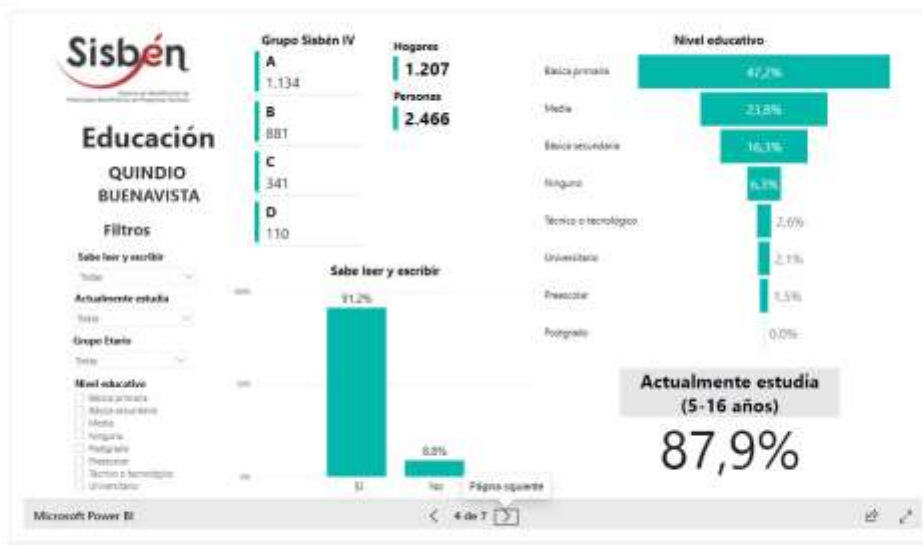 Sisbén
Educación
QUINDIO
BUENAVISTA
Filtros
Sabe leer y escribir
Todas
Actualmente estudia
Todas
Grupo Etario
Todas
Nivel educativo
Básica primaria
Básica secundaria
Media
Ninguno
Postgrado
Preescolar
Técnico o tecnológico
Universitario
Grupo Sisbén IV
A
1.134
B
881
C
341
D
110
Hogares
1.207
Personas
2.466
Sabe leer y escribir
91,2%
8,8%
0%
Sí
No
Nivel educativo
Básica primaria
47,2%
Media
23,8%
Básica secundaria
16,3%
Ninguno
6,3%
Técnico o tecnológico
2,6%
Universitario
2,1%
Preescolar
1,5%
Postgrado
0,0%
Actualmente estudia
(5-16 años)
87,9%
Página siguiente
Microsoft Power BI
4 de 7